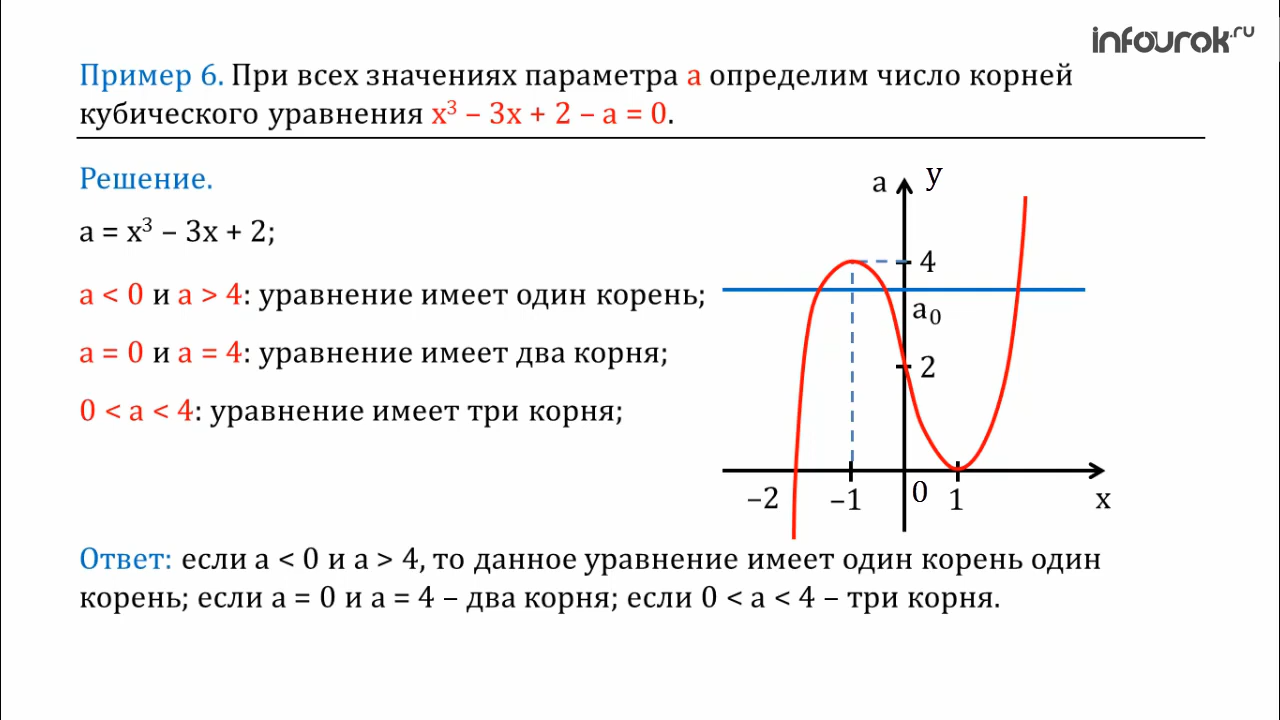 infourok.ru
Пример 6. При всех значениях параметра а определим число корней
кубического уравнения x³ – 3x + 2 – a = 0.
Решение.
a = x³ – 3x + 2;
a < 0 и a > 4: уравнение имеет один корень;
a = 0 и a = 4: уравнение имеет два корня;
0 < a < 4: уравнение имеет три корня;
a y
4
a₀
2
–2 –1 0 1 x
Ответ: если a < 0 и a > 4, то данное уравнение имеет один корень один
корень; если a = 0 и a = 4 – два корня; если 0 < a < 4 – три корня.